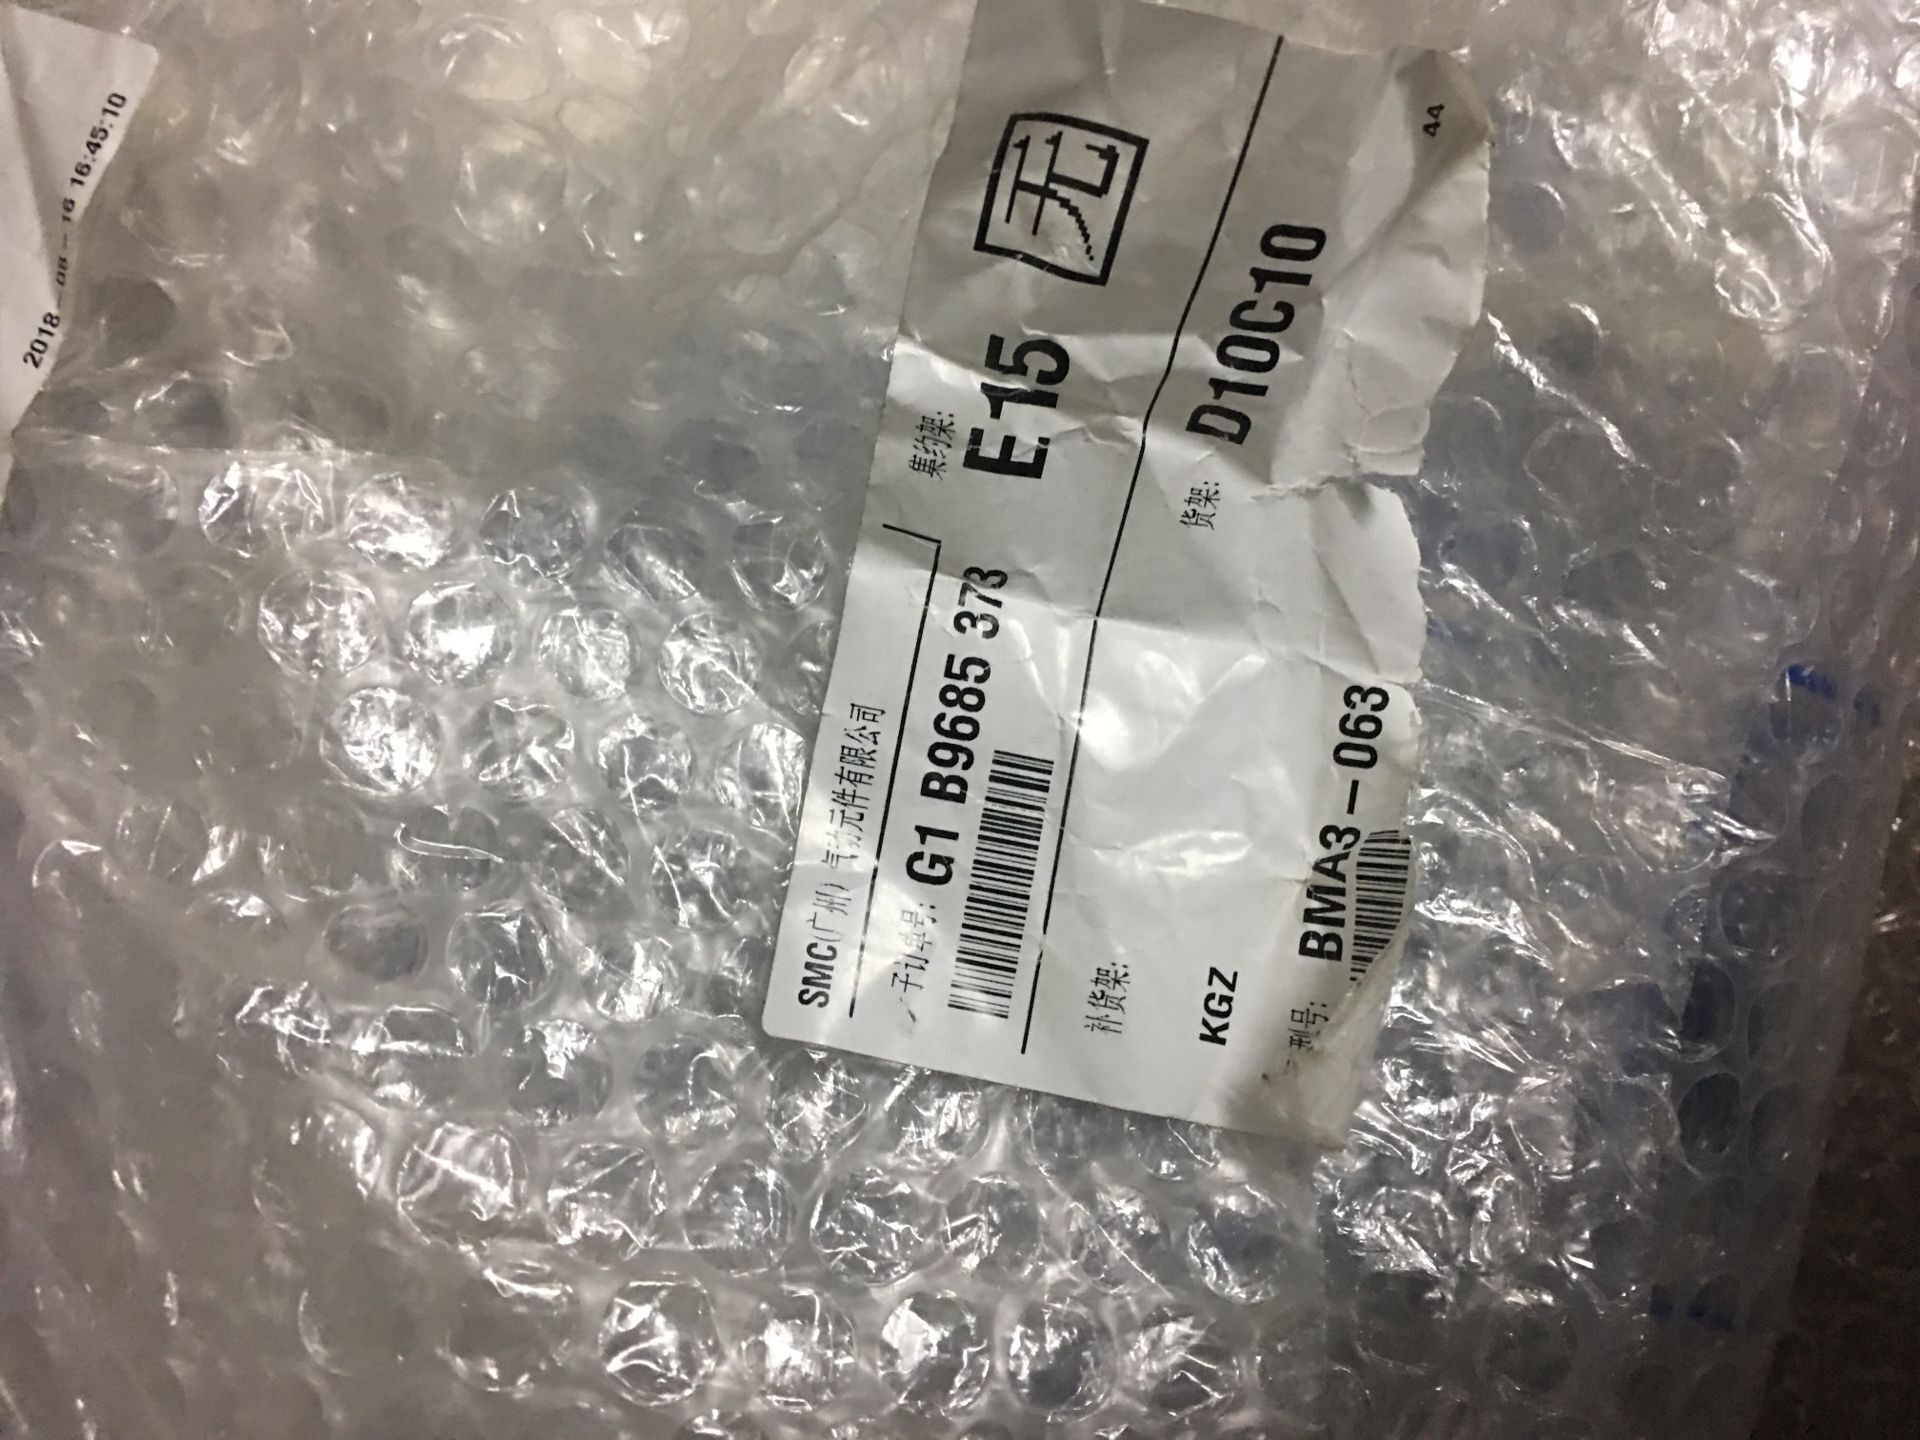 2018-08-16 16:45:10
SMC(广州)气动元件有限公司
子订单号: G1 B9685 373
集约架:
E15
无
补货架:
货架:
D10C10
KGZ
型号: BMA3-063
44